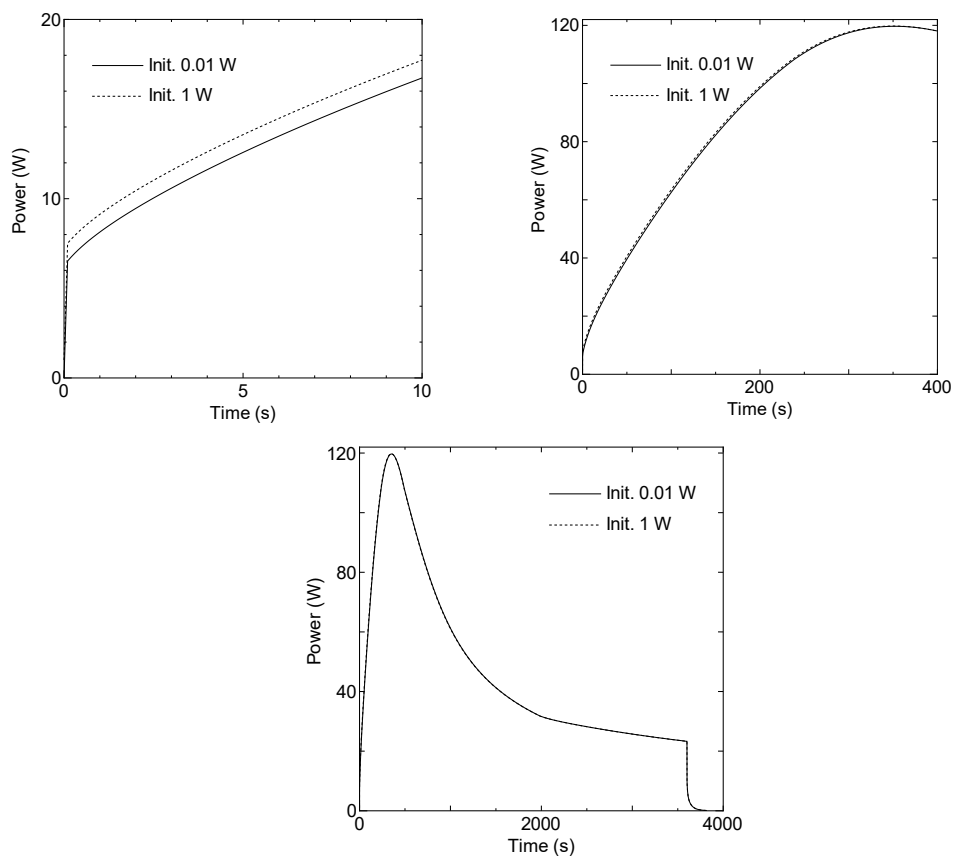 20
Init. 0.01 W
Init. 1 W
10
0
Power (W)
0
5
10
Time (s)
120
Init. 0.01 W
Init. 1 W
80
40
0
Power (W)
0
200
400
Time (s)
120
Init. 0.01 W
Init. 1 W
80
40
0
Power (W)
0
2000
4000
Time (s)